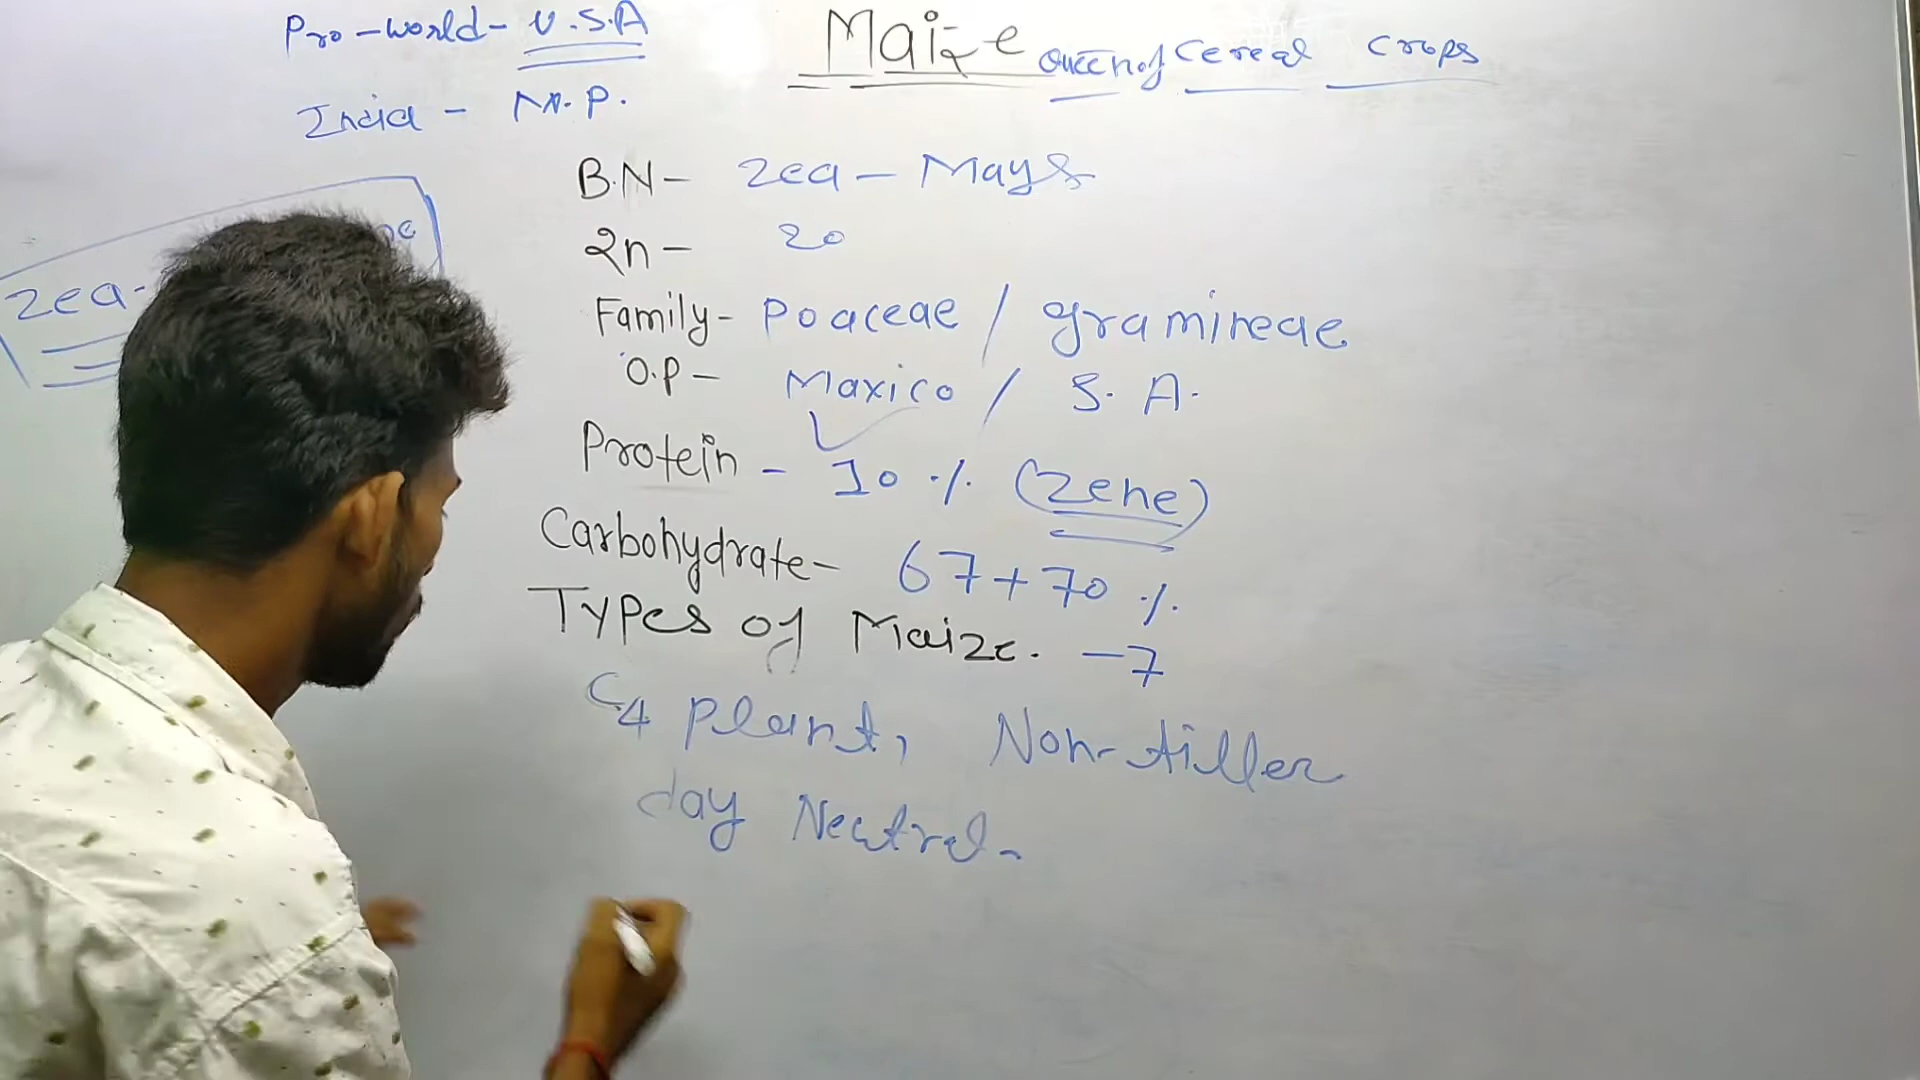 Pro-world- U.S.A
India - M.P.
Maize Queen of Cereal Crops
B.N- Zea - Mays
2n- 20
Family- Poaceae / gramineae
O.P- Maxico / S. A.
Protein - 10 % (Zene)
Carbohydrate- 67+70 %
Types of Maize. -7
C4 Plant, Non-tiller
day Neutral-
Zea-